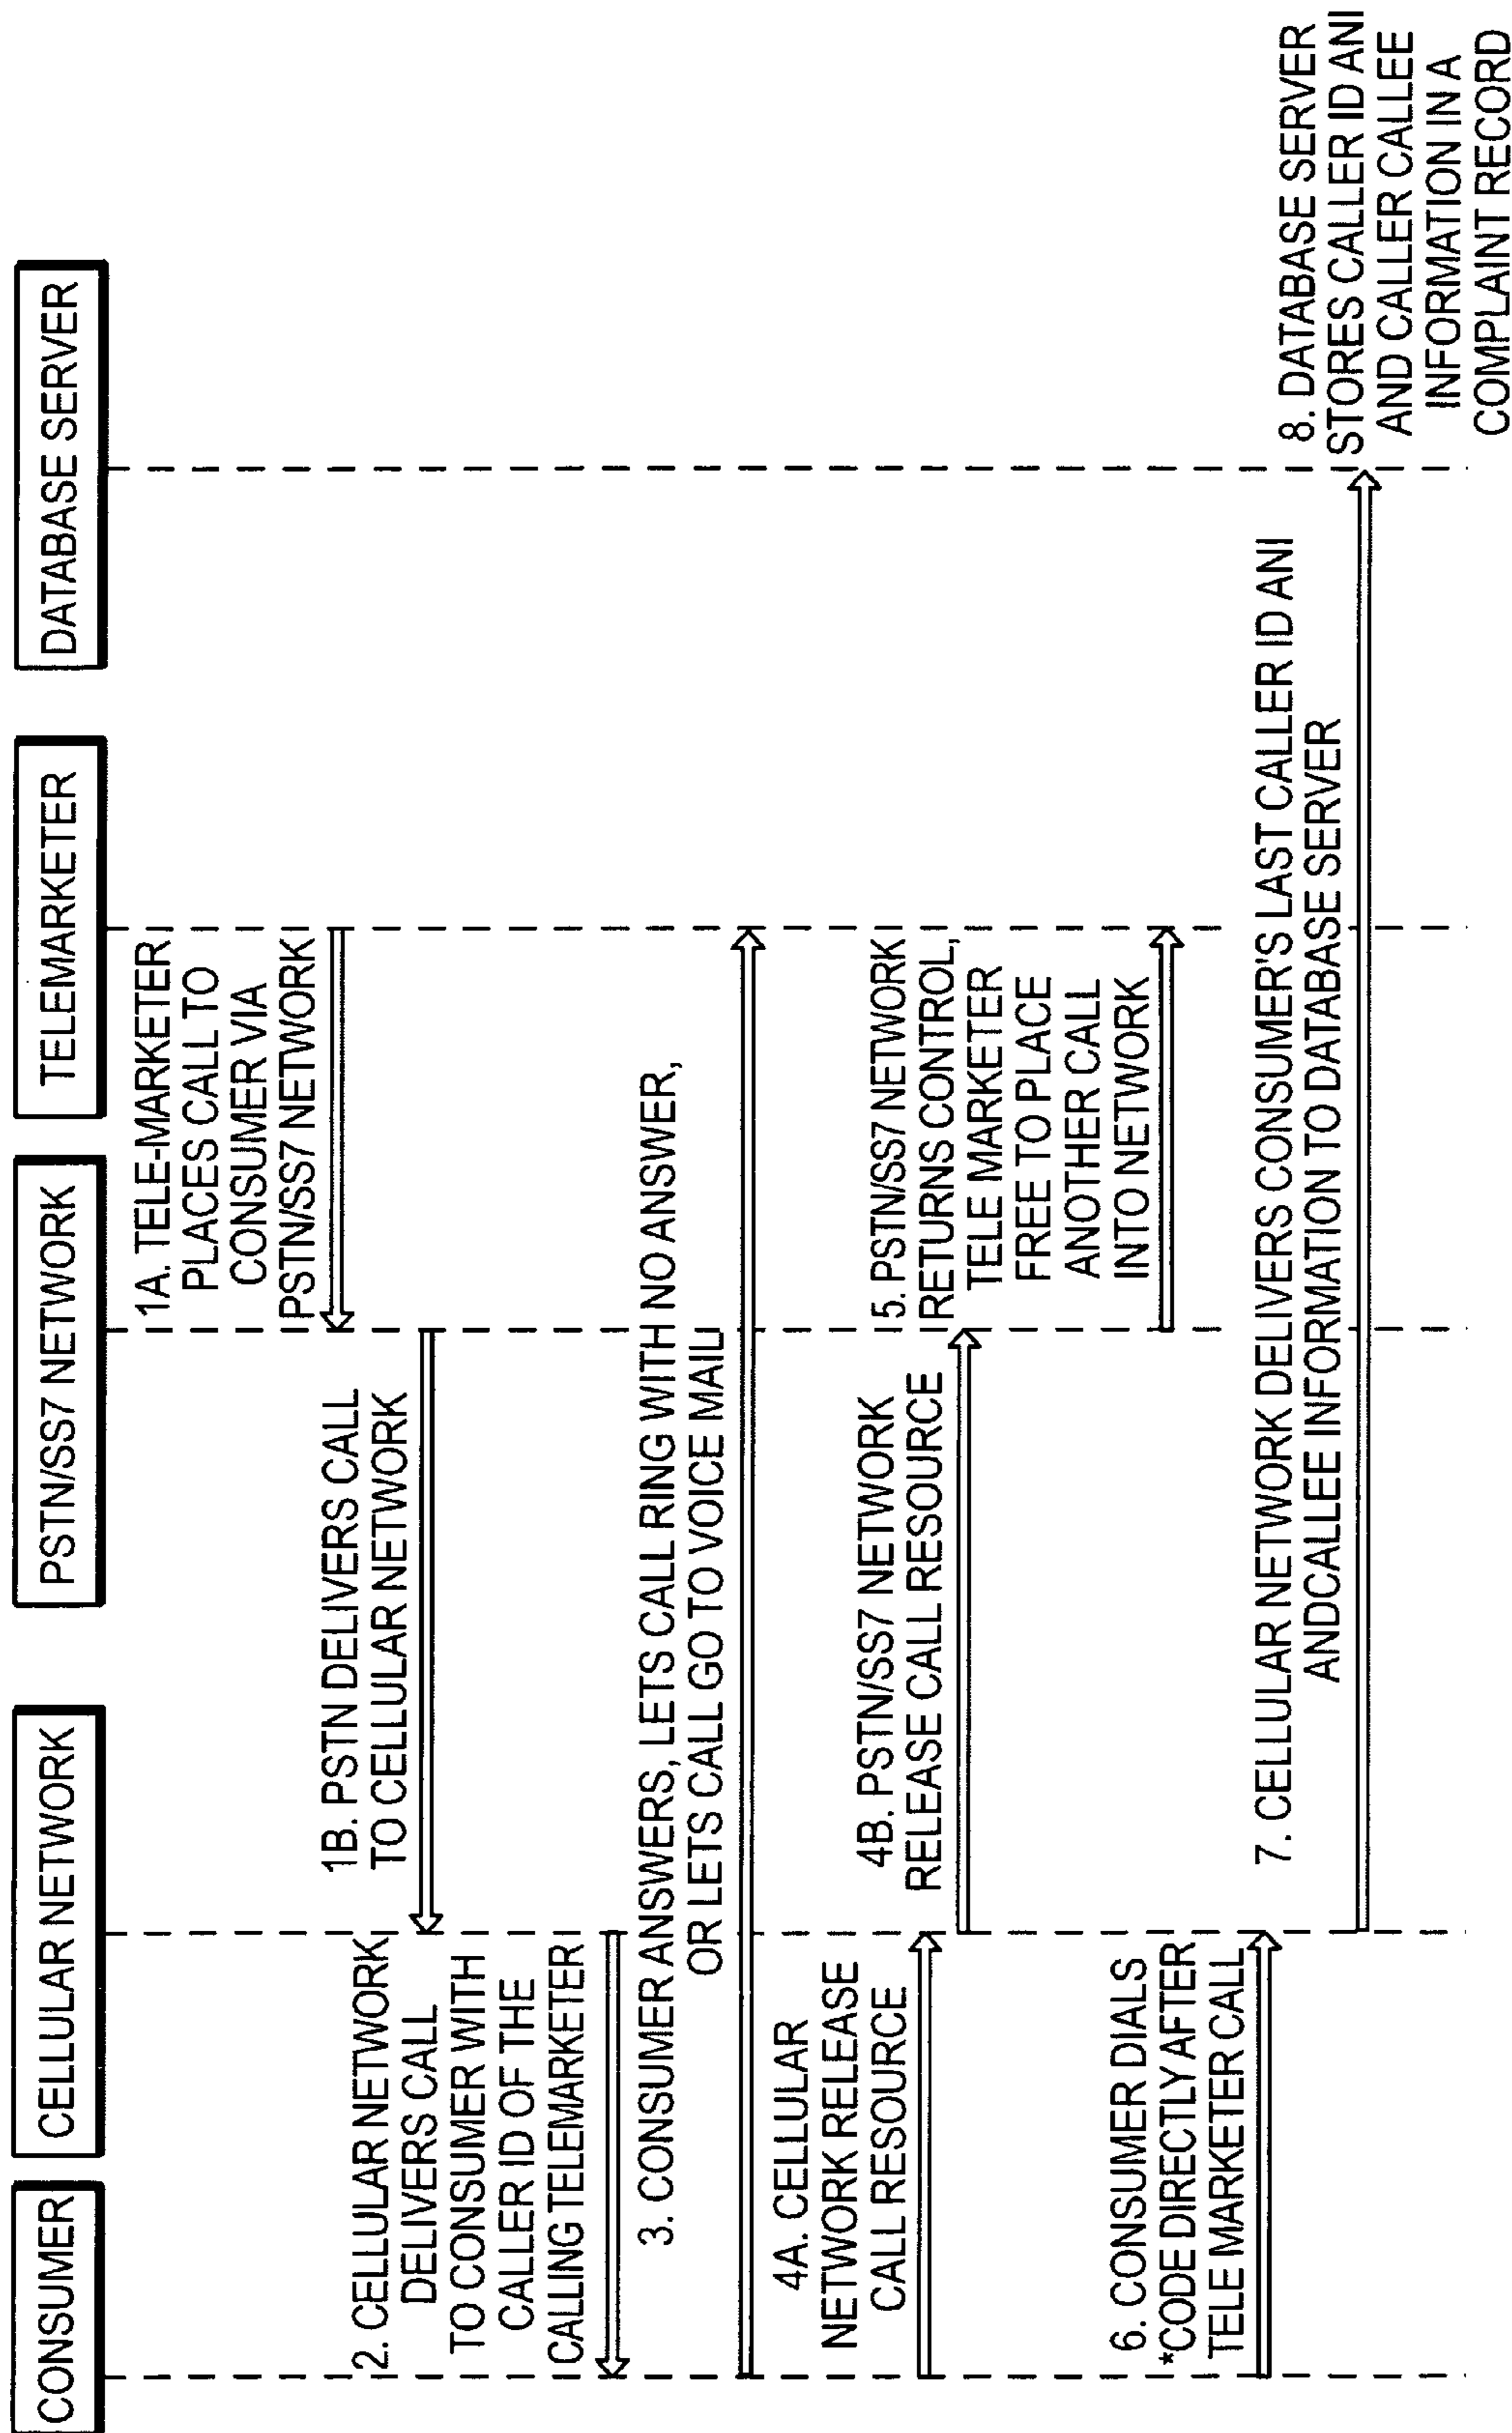 CONSUMER
CELLULAR NETWORK
PSTN/SS7 NETWORK
TELEMARKETER
DATABASE SERVER
1A. TELE-MARKETER
PLACES CALL TO
CONSUMER VIA
PSTN/SS7 NETWORK
1B. PSTN DELIVERS CALL
TO CELLULAR NETWORK
2. CELLULAR NETWORK
DELIVERS CALL
TO CONSUMER WITH
CALLER ID OF THE
CALLING TELEMARKETER
3. CONSUMER ANSWERS, LETS CALL RING WITH NO ANSWER,
OR LETS CALL GO TO VOICE MAIL
4A. CELLULAR
NETWORK RELEASE
CALL RESOURCE
4B. PSTN/SS7 NETWORK
RELEASE CALL RESOURCE
5. PSTN/SS7 NETWORK
RETURNS CONTROL,
TELE MARKETER
FREE TO PLACE
ANOTHER CALL
INTO NETWORK
6. CONSUMER DIALS
*CODE DIRECTLY AFTER
TELE MARKETER CALL
7. CELLULAR NETWORK DELIVERS CONSUMER'S LAST CALLER ID ANI
ANDCALLEE INFORMATION TO DATABASE SERVER
8. DATABASE SERVER
STORES CALLER ID ANI
AND CALLER CALLEE
INFORMATION IN A
COMPLAINT RECORD